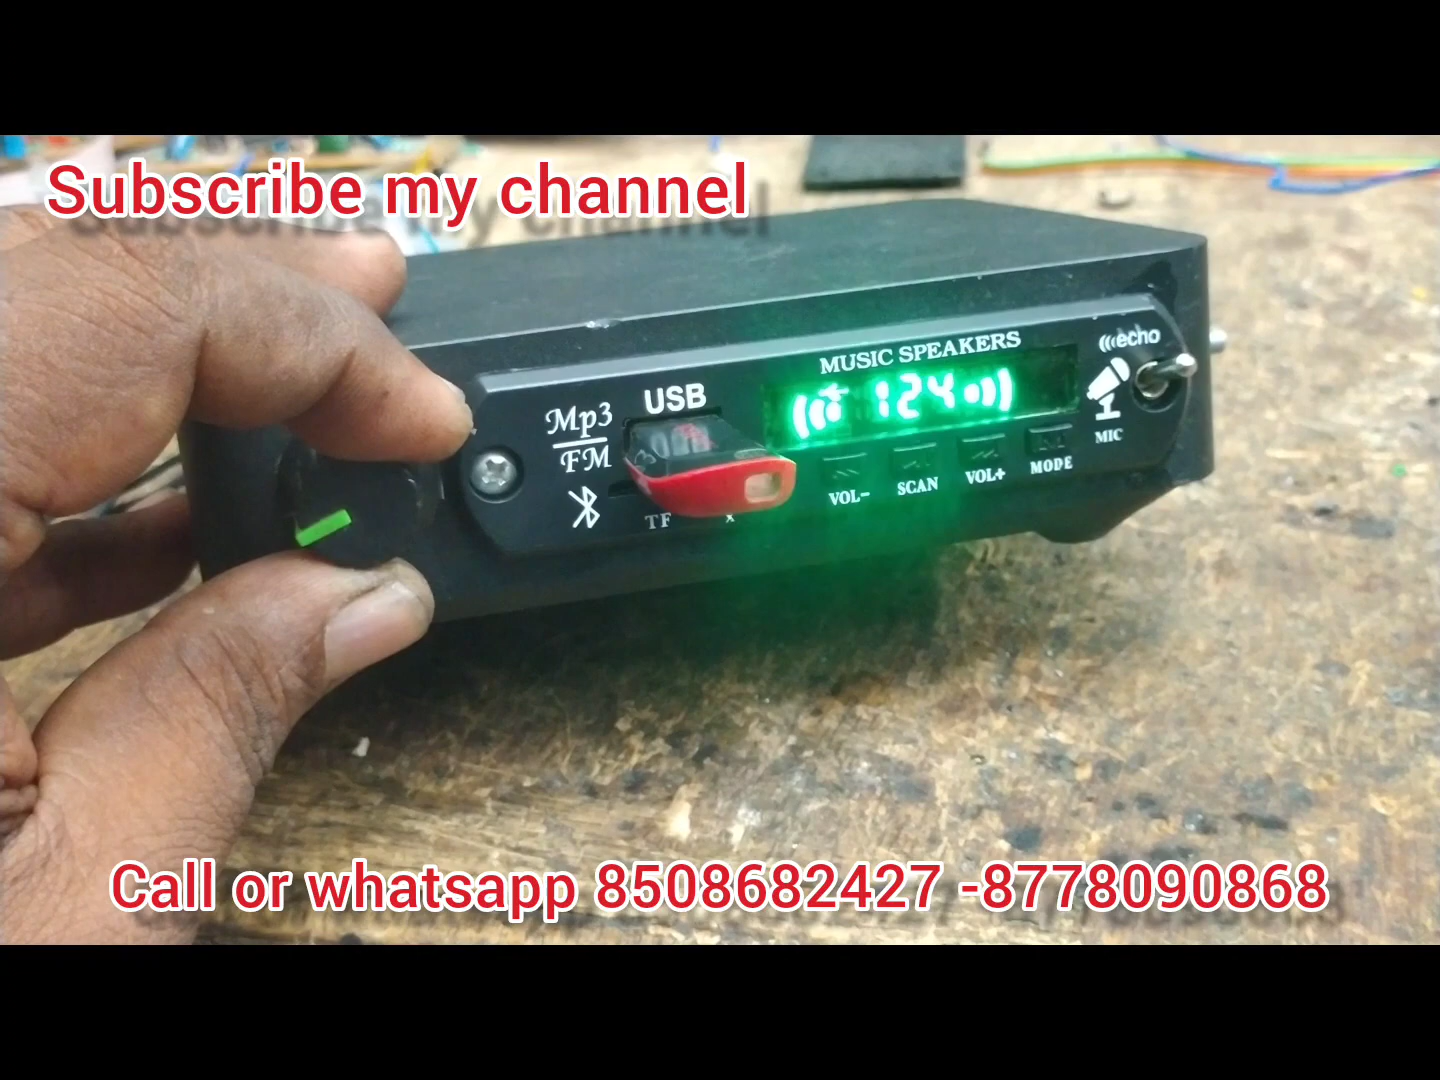 Subscribe my channel
MUSIC SPEAKERS
echo
Mp3
FM
USB
124
MIC
VOL-
SCAN
VOL+
MODE
TF
Call or whatsapp 8508682427 -8778090868